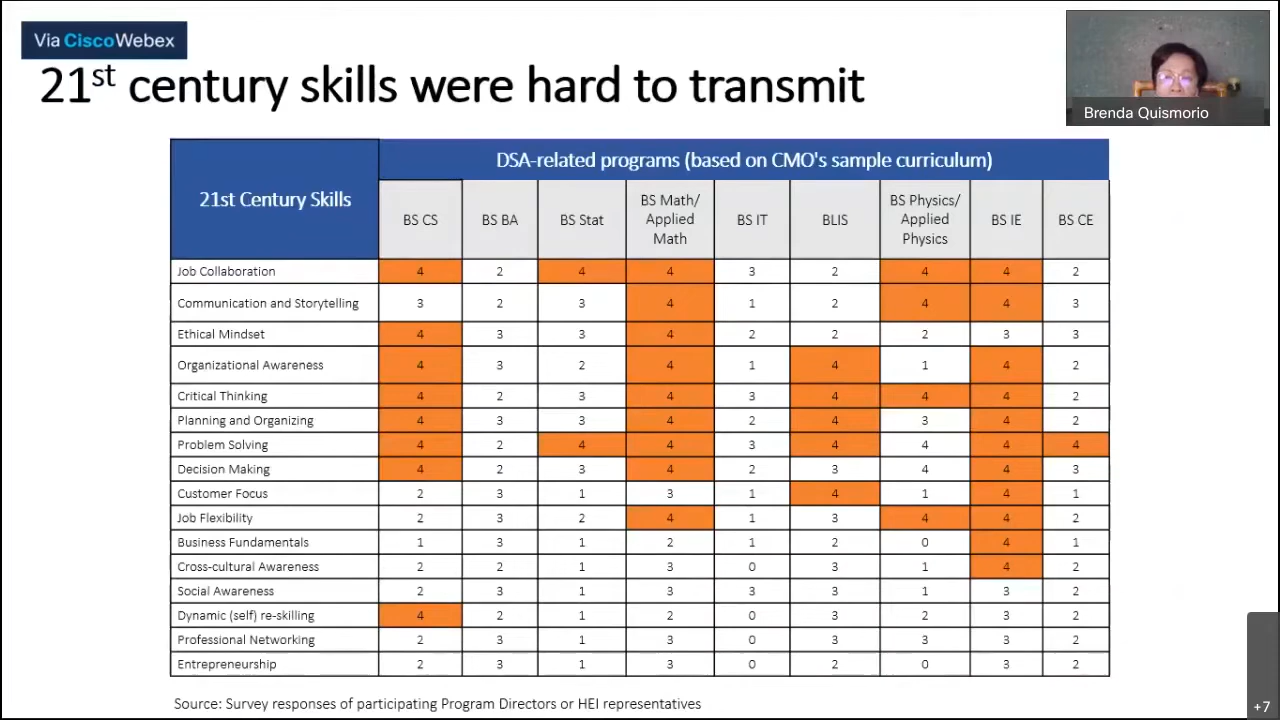 Via CiscoWebex
21st century skills were hard to transmit
Brenda Quismorio
21st Century Skills
DSA-related programs (based on CMO's sample curriculum)
BS CS BS BA BS Stat BS Math/ Applied Math BS IT BLIS BS Physics/ Applied Physics BS IE BS CE
Job Collaboration 4 2 4 4 3 2 4 4 2
Communication and Storytelling 3 2 3 4 1 2 4 4 3
Ethical Mindset 4 3 3 4 2 2 2 3 3
Organizational Awareness 4 3 2 4 1 4 1 4 2
Critical Thinking 4 2 3 4 3 4 4 4 2
Planning and Organizing 4 3 3 4 2 4 3 4 2
Problem Solving 4 2 4 4 3 4 4 4 4
Decision Making 4 2 3 4 2 3 4 4 3
Customer Focus 2 3 1 3 1 4 1 4 1
Job Flexibility 2 3 2 4 1 3 4 4 2
Business Fundamentals 1 3 1 2 1 2 0 4 1
Cross-cultural Awareness 2 2 1 3 0 3 1 4 2
Social Awareness 2 3 1 3 3 3 1 3 2
Dynamic (self) re-skilling 4 2 1 2 0 3 2 3 2
Professional Networking 2 3 1 3 0 3 3 3 2
Entrepreneurship 2 3 1 3 0 2 0 3 2
Source: Survey responses of participating Program Directors or HEI representatives
+7